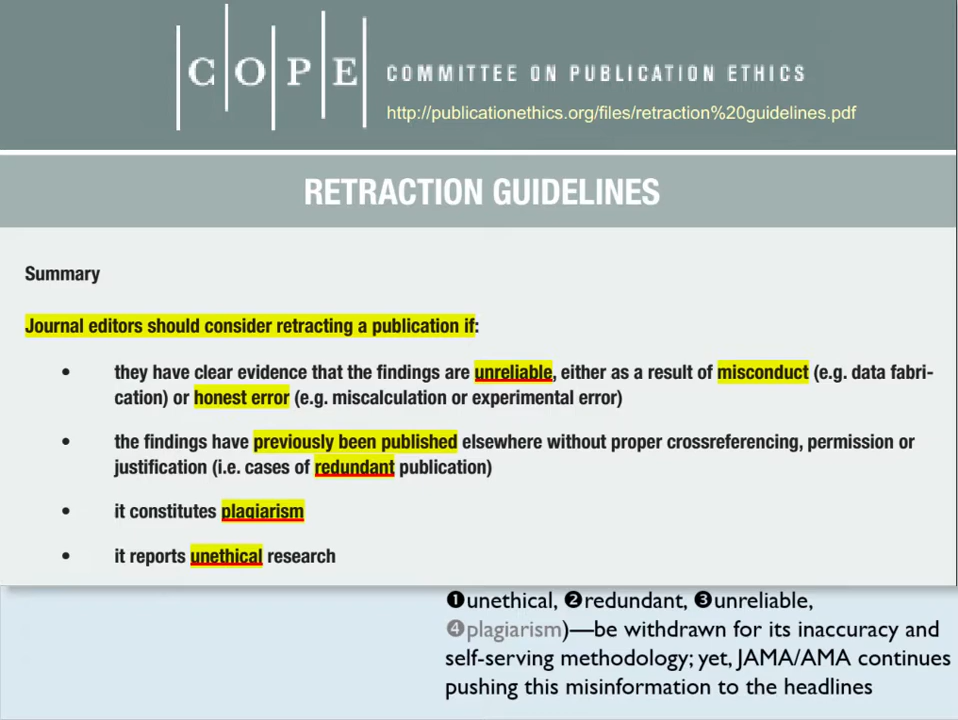 COPE COMMITTEE ON PUBLICATION ETHICS
http://publicationethics.org/files/retraction%20guidelines.pdf
RETRACTION GUIDELINES
Summary
Journal editors should consider retracting a publication if:
• they have clear evidence that the findings are unreliable, either as a result of misconduct (e.g. data fabri-
cation) or honest error (e.g. miscalculation or experimental error)
• the findings have previously been published elsewhere without proper crossreferencing, permission or
justification (i.e. cases of redundant publication)
• it constitutes plagiarism
• it reports unethical research
❶unethical, ❷redundant, ❸unreliable,
❹plagiarism)—be withdrawn for its inaccuracy and
self-serving methodology; yet, JAMA/AMA continues
pushing this misinformation to the headlines